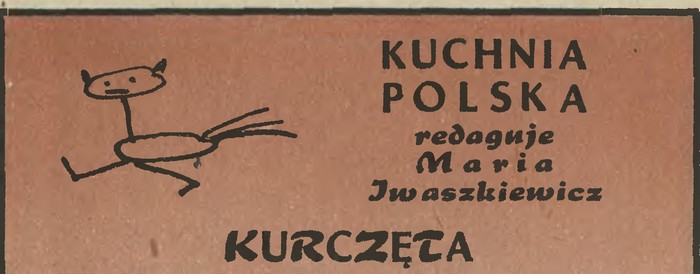 KUCHNIA
POLSKA
redaguje
Maria
Iwaszkiewicz
KURCZĘTA